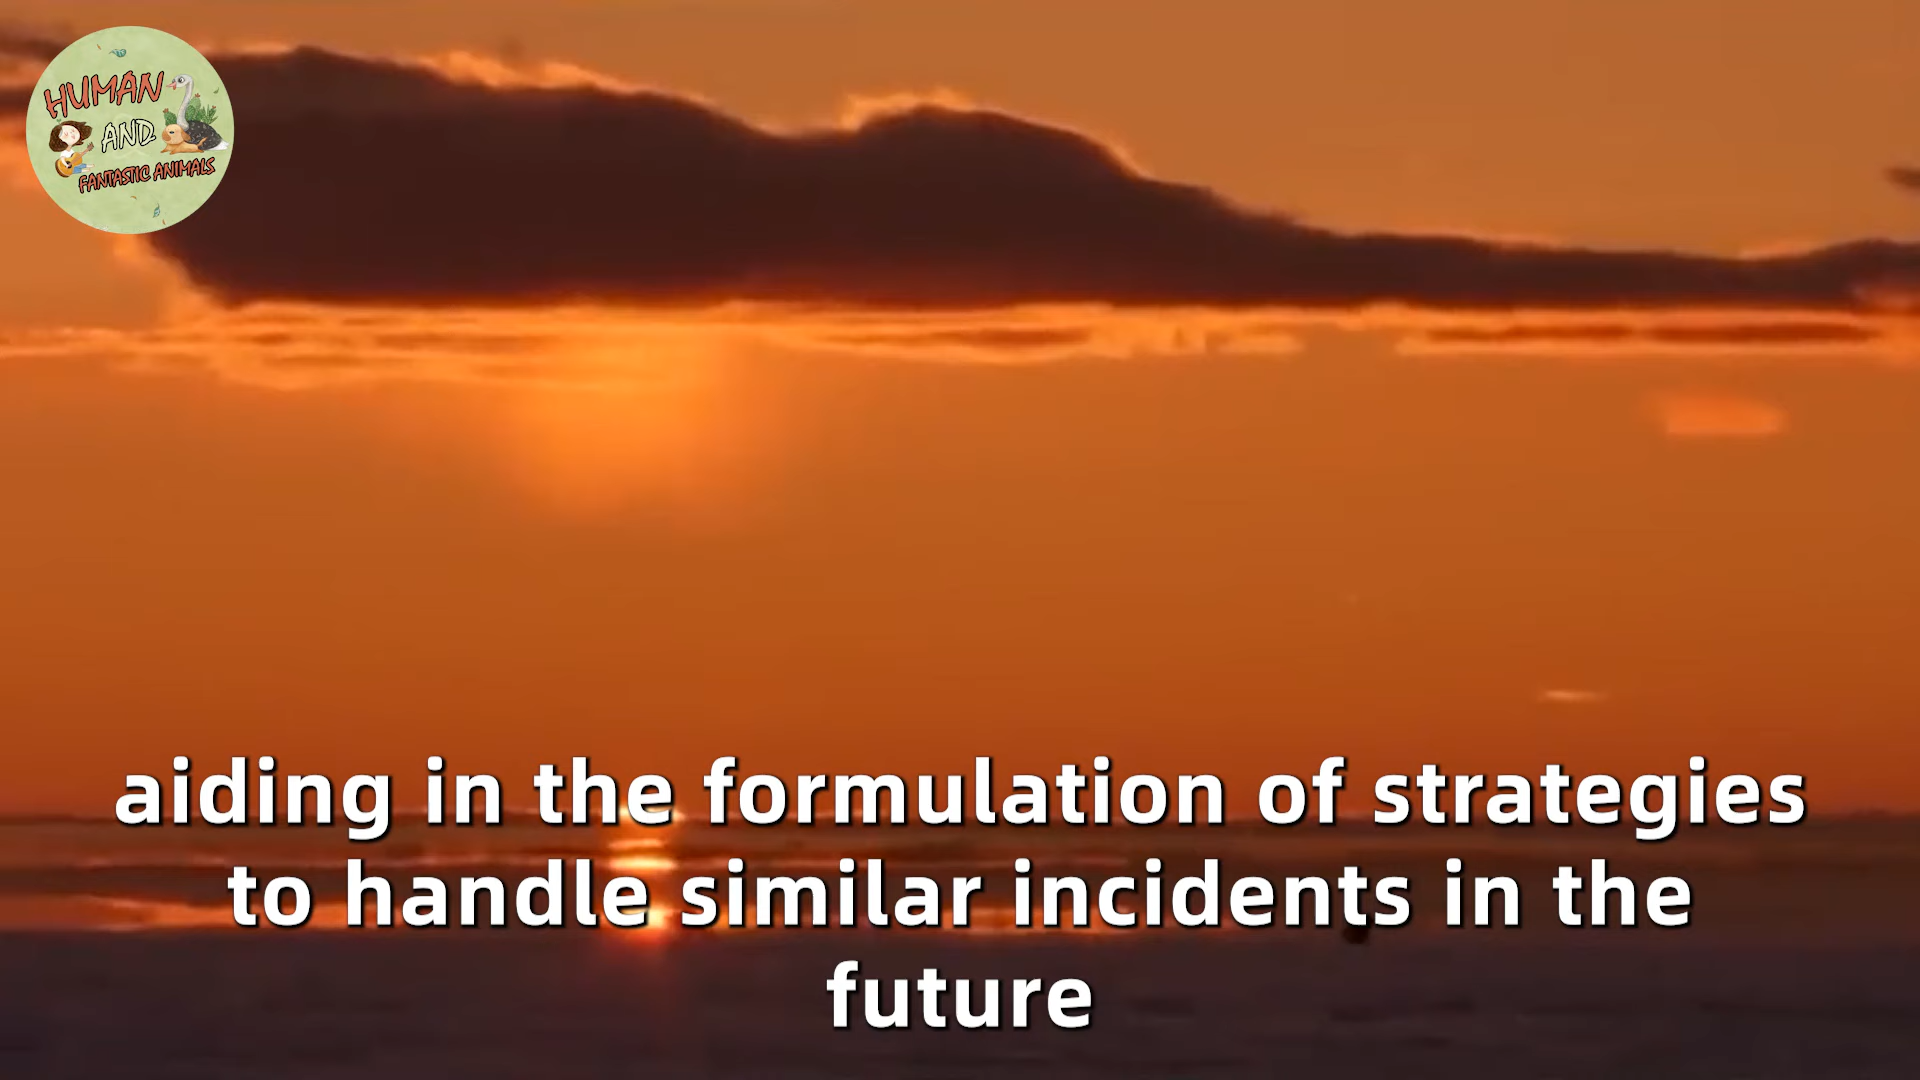 HUMAN
AND
FANTASTIC ANIMALS
aiding in the formulation of strategies
to handle similar incidents in the
future